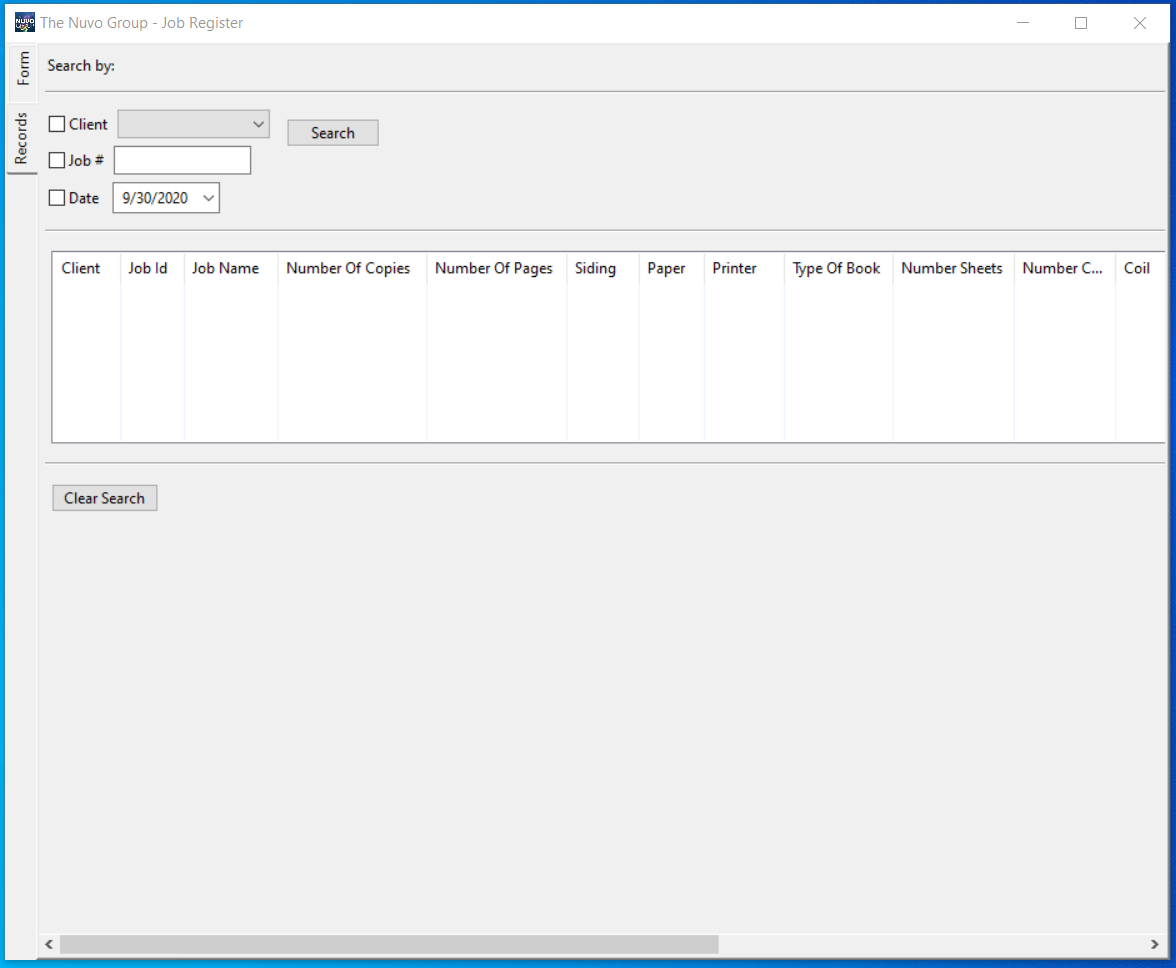 The Nuvo Group - Job Register
Form
Records
Search by:
Client
Search
Job #
Date 9/30/2020
Client Job Id Job Name Number Of Copies Number Of Pages Siding Paper Printer Type Of Book Number Sheets Number C... Coil
Clear Search